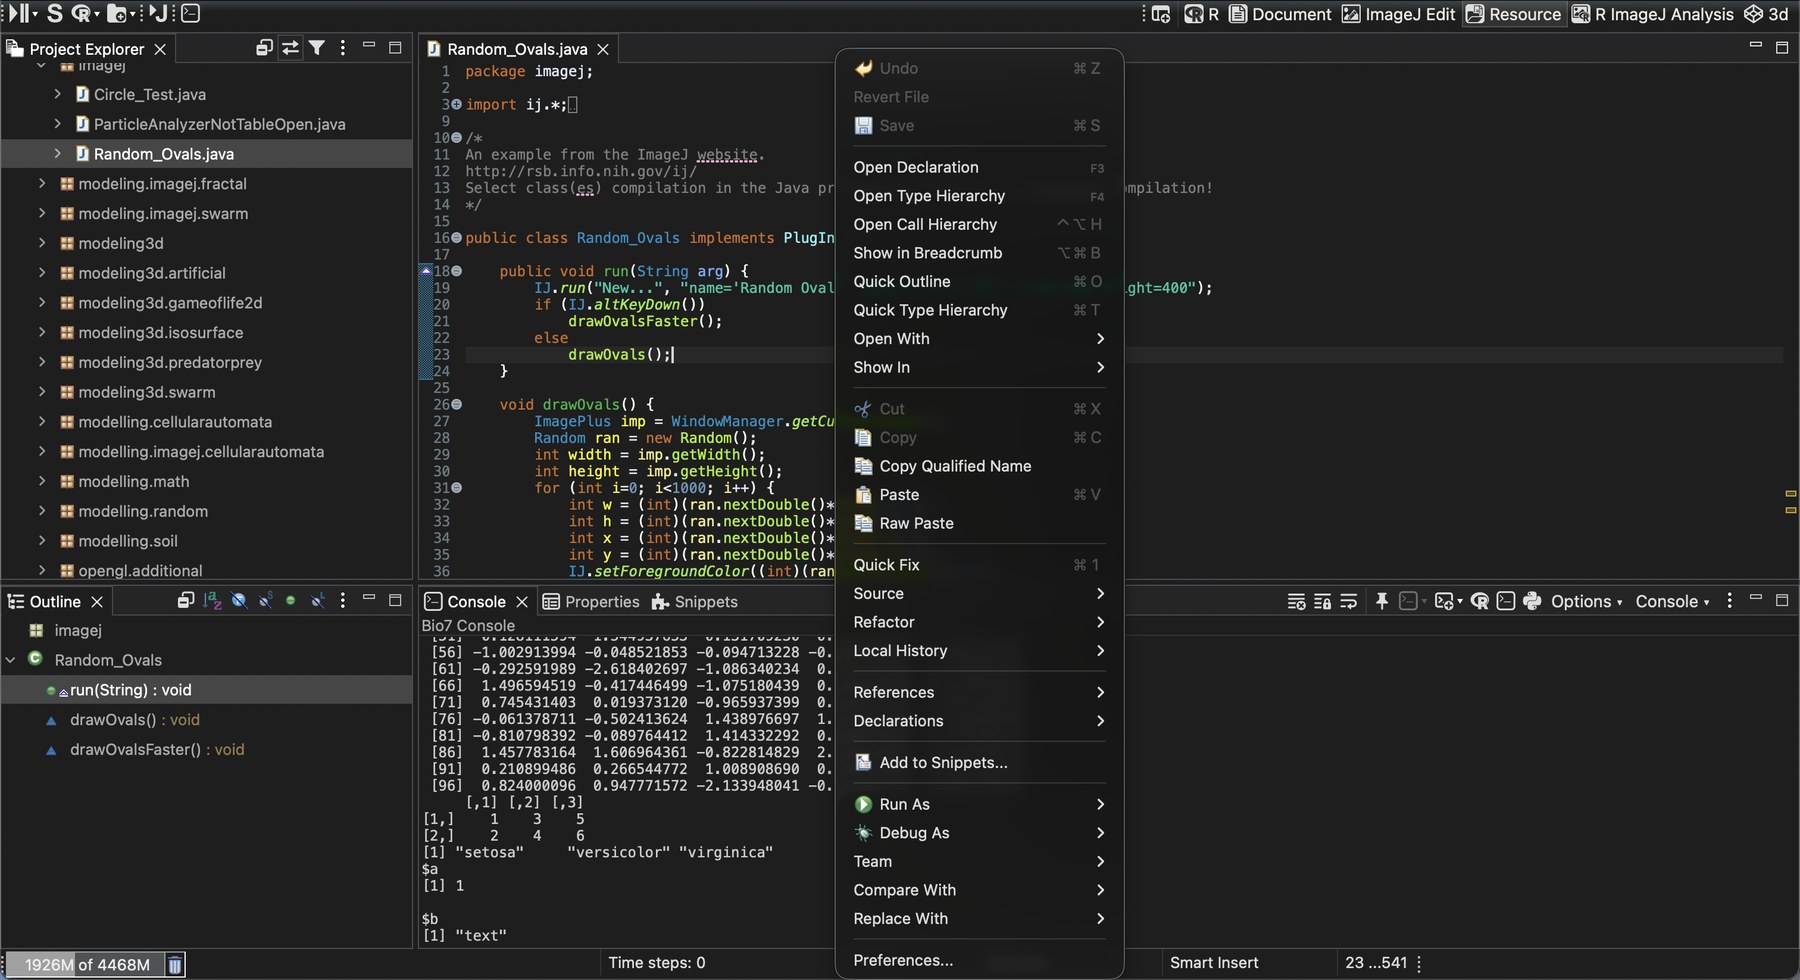 R
Document
ImageJ Edit
Resource
R ImageJ Analysis
3d
Project Explorer
imagej
Circle_Test.java
ParticleAnalyzerNotTableOpen.java
Random_Ovals.java
modeling.imagej.fractal
modeling.imagej.swarm
modeling3d
modeling3d.artificial
modeling3d.gameoflife2d
modeling3d.isosurface
modeling3d.predatorprey
modeling3d.swarm
modelling.cellularautomata
modelling.imagej.cellularautomata
modelling.math
modelling.random
modelling.soil
opengl.additional
Random_Ovals.java
1 package imagej;
2
3 import ij.*;
9
10 /*
11 An example from the ImageJ website.
12 http://rsb.info.nih.gov/ij/
13 Select class(es) compilation in the Java pr mpilation!
14 */
15
16 public class Random_Ovals implements PlugIn
17
18 public void run(String arg) {
19 IJ.run("New...", "name='Random Oval ght=400");
20 if (IJ.altKeyDown())
21 drawOvalsFaster();
22 else
23 drawOvals();
24 }
25
26 void drawOvals() {
27 ImagePlus imp = WindowManager.getCu
28 Random ran = new Random();
29 int width = imp.getWidth();
30 int height = imp.getHeight();
31 for (int i=0; i<1000; i++) {
32 int w = (int)(ran.nextDouble()*
33 int h = (int)(ran.nextDouble()*
34 int x = (int)(ran.nextDouble()*
35 int y = (int)(ran.nextDouble()*
36 IJ.setForegroundColor((int)(ran
Undo ⌘ Z
Revert File
Save ⌘ S
Open Declaration F3
Open Type Hierarchy F4
Open Call Hierarchy ^⌥ H
Show in Breadcrumb ⌥⌘ B
Quick Outline ⌘ O
Quick Type Hierarchy ⌘ T
Open With
Show In
Cut ⌘ X
Copy ⌘ C
Copy Qualified Name
Paste ⌘ V
Raw Paste
Quick Fix ⌘ 1
Source
Refactor
Local History
References
Declarations
Add to Snippets...
Run As
Debug As
Team
Compare With
Replace With
Preferences...
Outline
imagej
Random_Ovals
run(String) : void
drawOvals() : void
drawOvalsFaster() : void
Console
Properties
Snippets
Options
Console
Bio7 Console
[56] -1.002913994 -0.048521853 -0.094713228 -0.
[61] -0.292591989 -2.618402697 -1.086340234 0.
[66] 1.496594519 -0.417446499 -1.075180439 0.
[71] 0.745431403 0.019373120 -0.965937399 0.
[76] -0.061378711 -0.502413624 1.438976697 1.
[81] -0.810798392 -0.089764412 1.414332292 0.
[86] 1.457783164 1.606964361 -0.822814829 2.
[91] 0.210899486 0.266544772 1.008908690 0.
[96] 0.824000096 0.947771572 -2.133948041 -0.
[,1] [,2] [,3]
[1,] 1 3 5
[2,] 2 4 6
[1] "setosa" "versicolor" "virginica"
$a
[1] 1
$b
[1] "text"
1926M of 4468M
Time steps: 0
Smart Insert
23 ...541